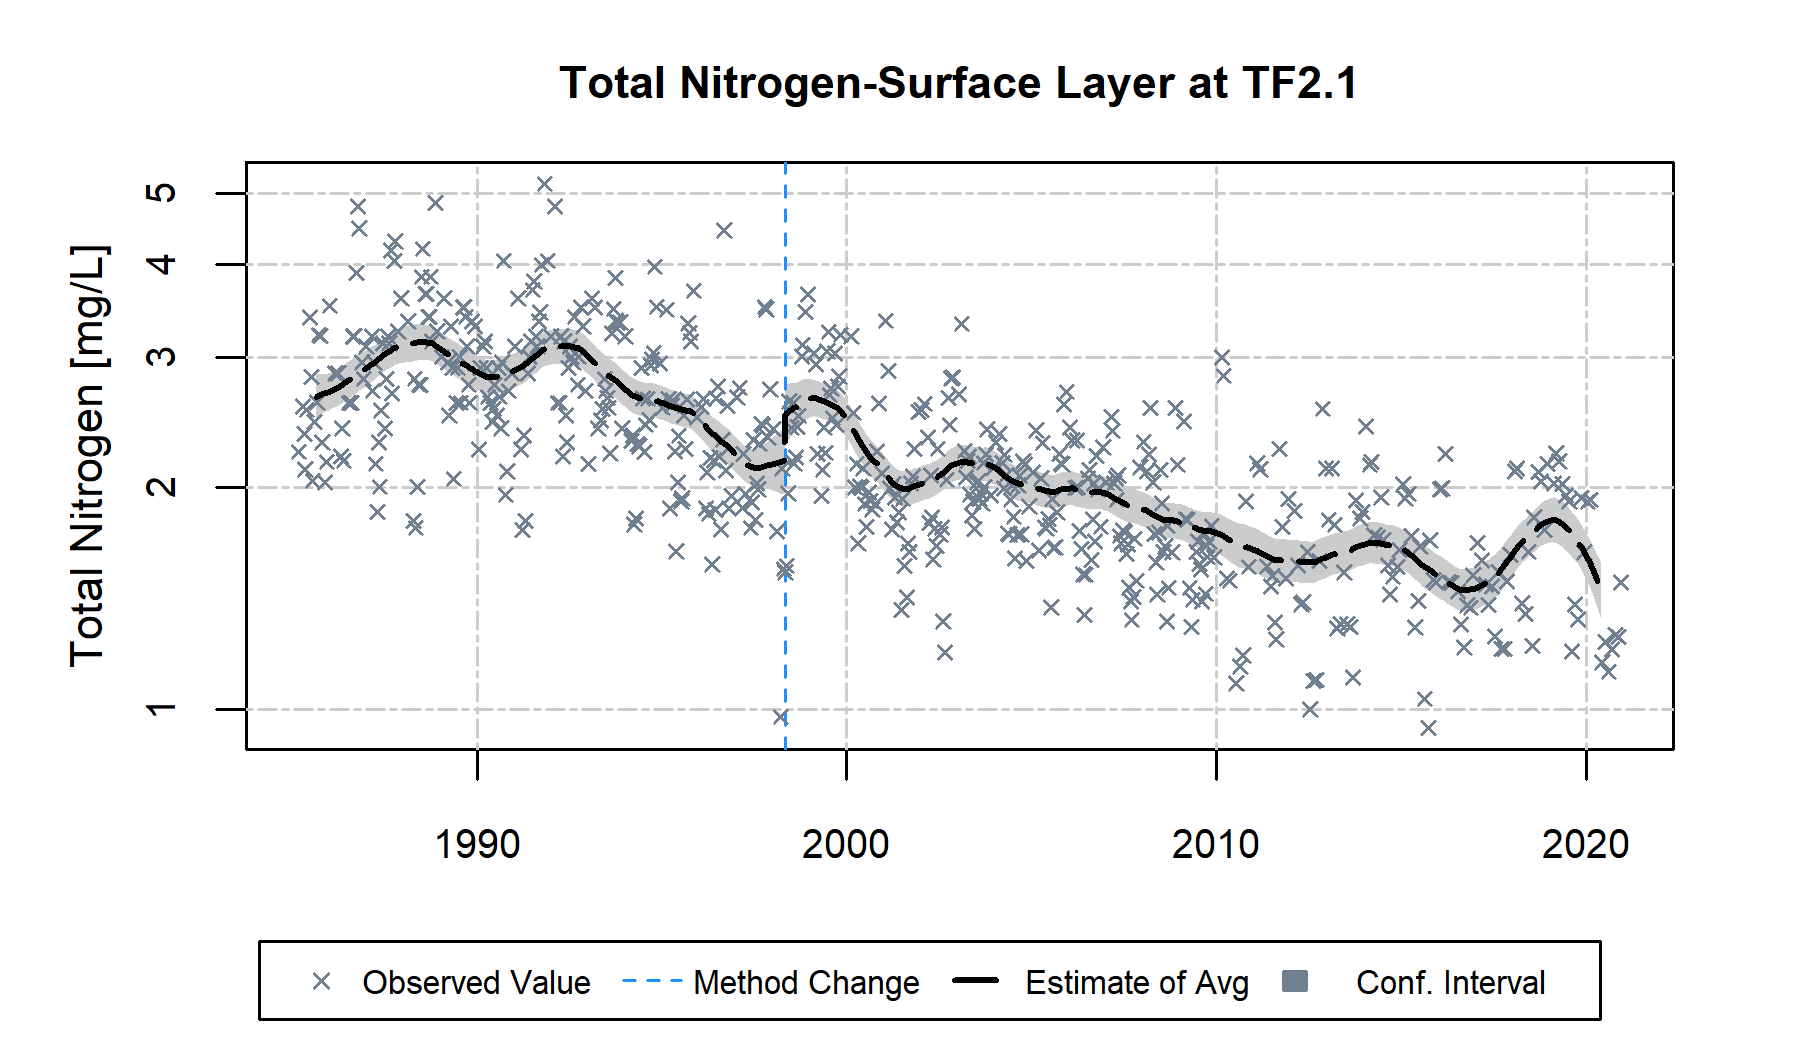 Total Nitrogen-Surface Layer at TF2.1
Total Nitrogen [mg/L]
5
4
3
2
1
1990 2000 2010 2020
Observed Value Method Change Estimate of Avg Conf. Interval